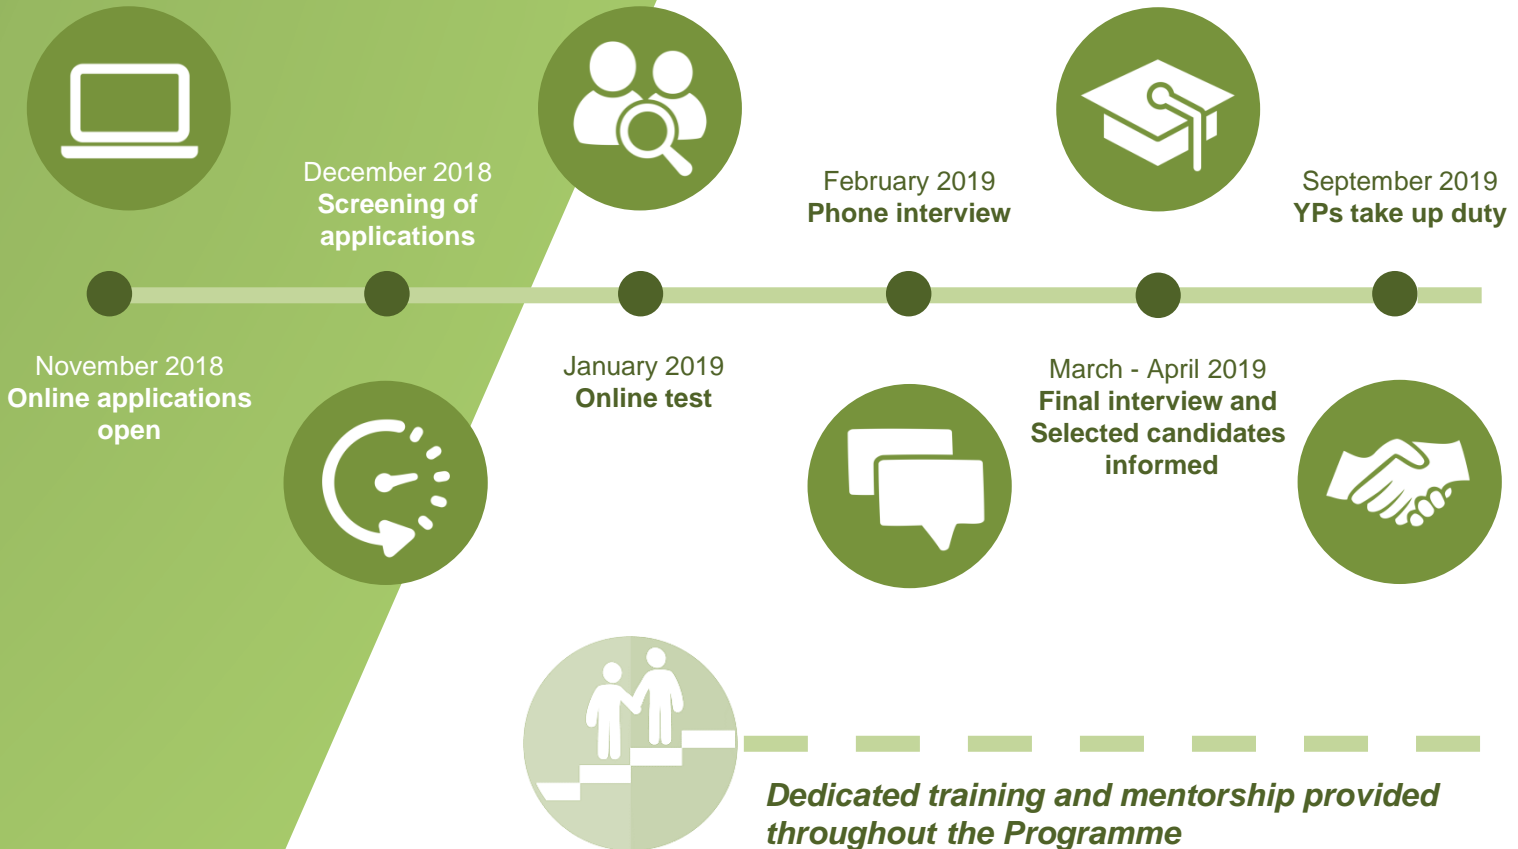 November 2018
Online applications
open
December 2018
Screening of
applications
January 2019
Online test
February 2019
Phone interview
March - April 2019
Final interview and
Selected candidates
informed
September 2019
YPs take up duty
Dedicated training and mentorship provided
throughout the Programme